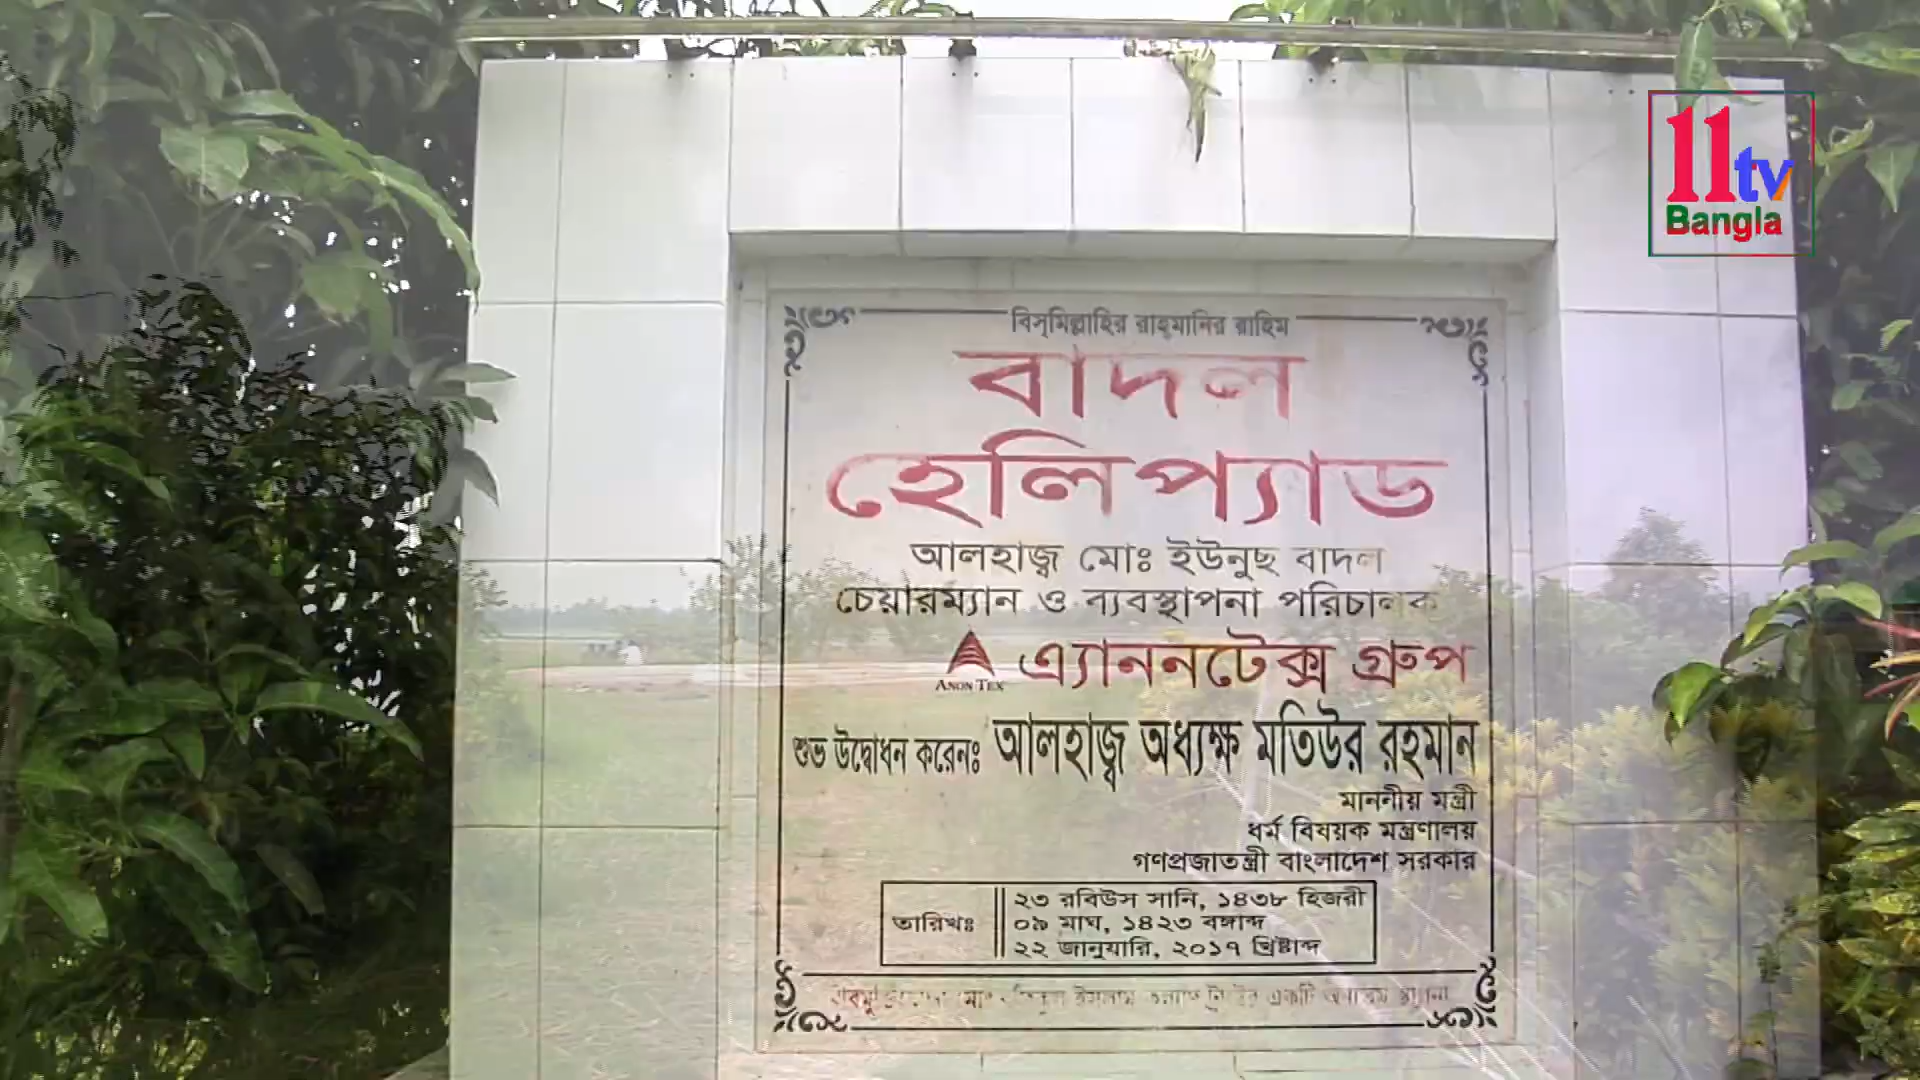 11tv
Bangla
বিস্‌মিল্লাহির রাহ্‌মানির রাহিম
বাদল
হেলিপ্যাড
আলহাজ্ব মোঃ ইউনুছ বাদল
চেয়ারম্যান ও ব্যবস্থাপনা পরিচালক
ANON TEX এ্যাননটেক্স গ্রুপ
শুভ উদ্বোধন করেনঃ আলহাজ্ব অধ্যক্ষ মতিউর রহমান
মাননীয় মন্ত্রী
ধর্ম বিষয়ক মন্ত্রণালয়
গণপ্রজাতন্ত্রী বাংলাদেশ সরকার
তারিখঃ
২৩ রবিউস সানি, ১৪৩৮ হিজরী
০৯ মাঘ, ১৪২৩ বঙ্গাব্দ
২২ জানুয়ারি, ২০১৭ খ্রিষ্টাব্দ
ইসলাম একটি